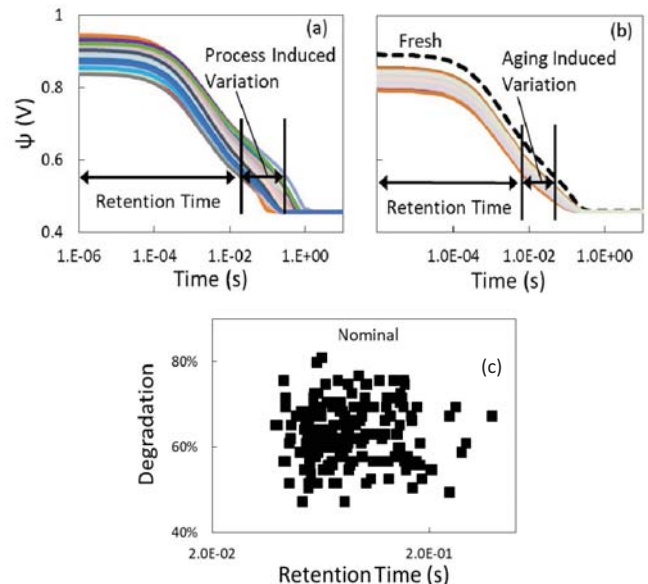 (a)
1
0.8
0.6
0.4
ψ (V)
Process Induced
Variation
Retention Time
1.E-06
1.E-04
1.E-02
1.E+00
Time (s)
(b)
Fresh
Aging Induced
Variation
Retention Time
1.0E-04
1.0E-02
1.0E+00
Time (s)
Nominal
(c)
80%
60%
40%
Degradation
2.0E-02
2.0E-01
Retention Time (s)